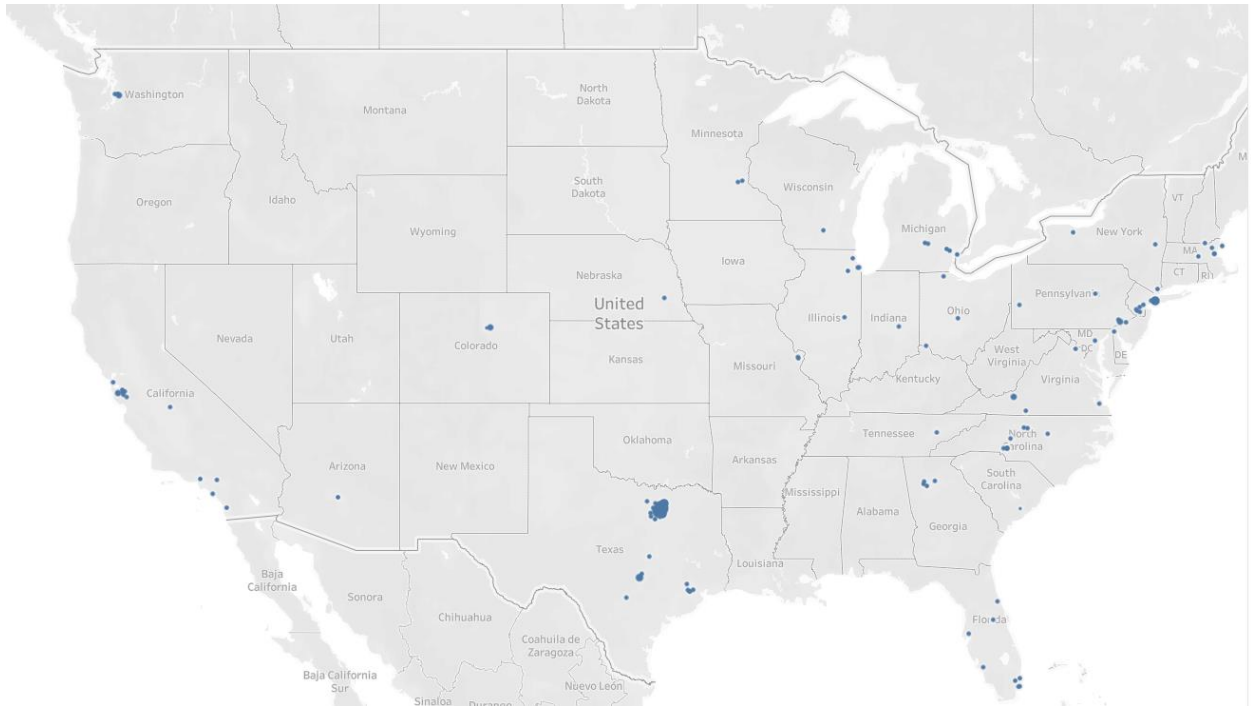 Washington
Montana
North
Dakota
Minnesota
Oregon
Idaho
South
Dakota
Wisconsin
Michigan
VT
New York
MA
CT
RI
Wyoming
Iowa
Nebraska
Pennsylvania
Nevada
Utah
Colorado
United
States
Illinois
Indiana
Ohio
MD
DC
DE
West
Virginia
Virginia
Kansas
Missouri
Kentucky
California
Oklahoma
Tennessee
North
Carolina
Arizona
New Mexico
Arkansas
South
Carolina
Mississippi
Alabama
Georgia
Texas
Louisiana
Baja
California
Sonora
Chihuahua
Florida
Coahuila de
Zaragoza
Baja California
Sur
Nuevo León
Sinaloa
Durango